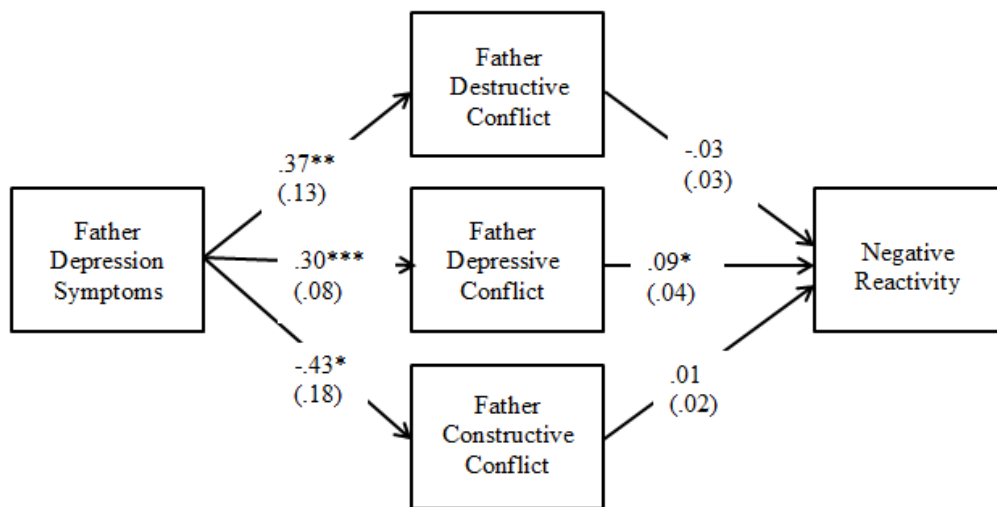 Father
Destructive
Conflict
.37**
(.13)
-.03
(.03)
Father
Depression
Symptoms
.30***
(.08)
Father
Depressive
Conflict
.09*
(.04)
Negative
Reactivity
-.43*
(.18)
Father
Constructive
Conflict
.01
(.02)